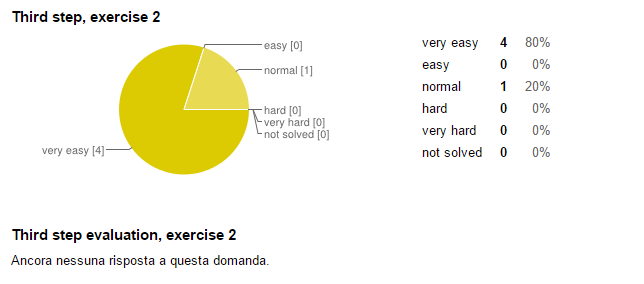 Third step, exercise 2
easy [0]
normal [1]
hard [0]
very hard [0]
not solved [0]
very easy [4]
very easy 4 80%
easy 0 0%
normal 1 20%
hard 0 0%
very hard 0 0%
not solved 0 0%
Third step evaluation, exercise 2
Ancora nessuna risposta a questa domanda.